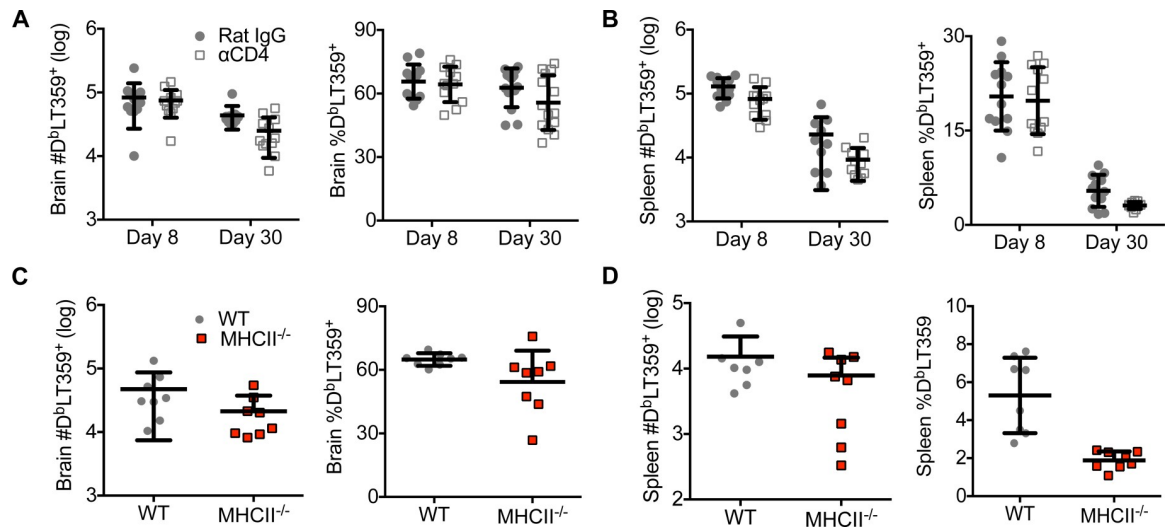 A
Brain #DᵇLT359⁺ (log)
6
5
4
3
Rat IgG
αCD4
Day 8
Day 30
Brain %DᵇLT359⁺
90
60
30
0
Day 8
Day 30
B
Spleen #DᵇLT359⁺ (log)
6
5
4
3
Day 8
Day 30
Spleen %DᵇLT359⁺
30
15
0
Day 8
Day 30
C
Brain #DᵇLT359⁺ (log)
6
5
4
3
WT
MHCII⁻/⁻
WT
MHCII⁻/⁻
Brain %DᵇLT359⁺
90
60
30
0
WT
MHCII⁻/⁻
D
Spleen #DᵇLT359⁺ (log)
5
4
3
2
WT
MHCII⁻/⁻
Spleen %DᵇLT359
10
8
6
4
2
0
WT
MHCII⁻/⁻